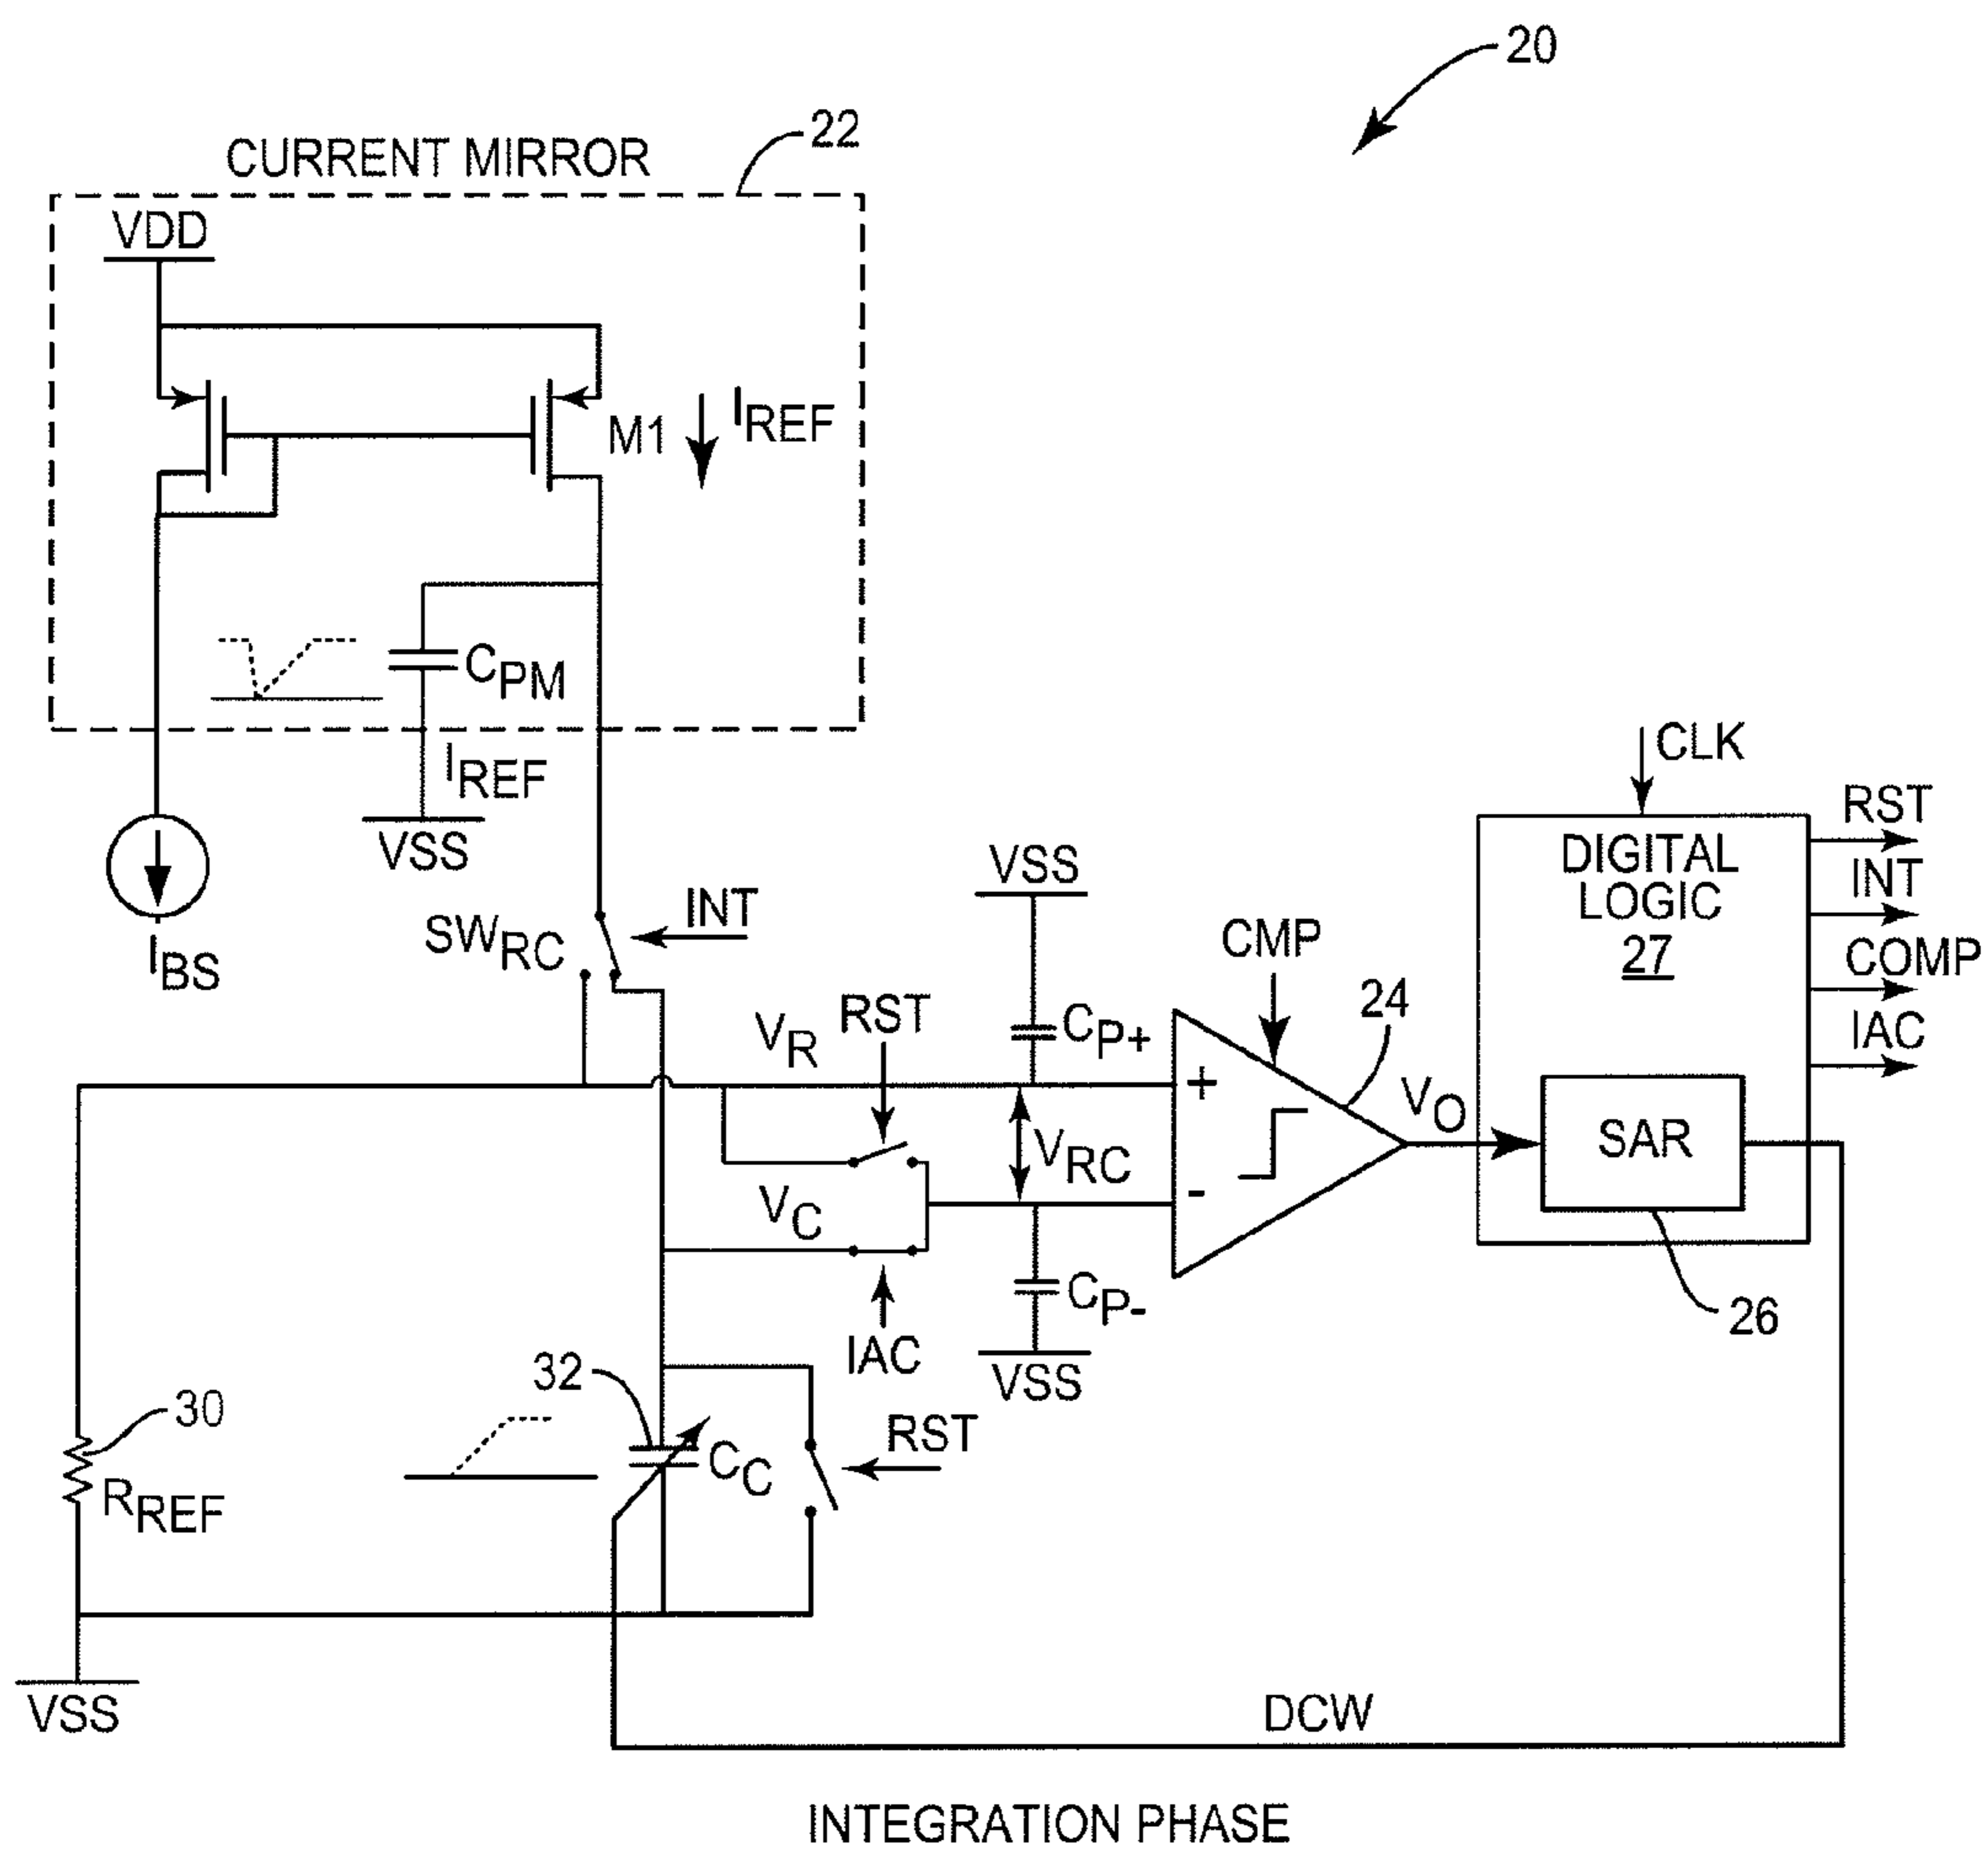 20
CURRENT MIRROR
22
VDD
M1
IREF
CPM
IREF
VSS
IBS
SWRC
INT
VSS
CMP
CLK
DIGITAL
LOGIC
27
RST
INT
COMP
IAC
VR
RST
CP+
24
+
VO
SAR
VRC
VC
-
CP-
VSS
26
IAC
32
30
RREF
CC
RST
VSS
DCW
INTEGRATION PHASE